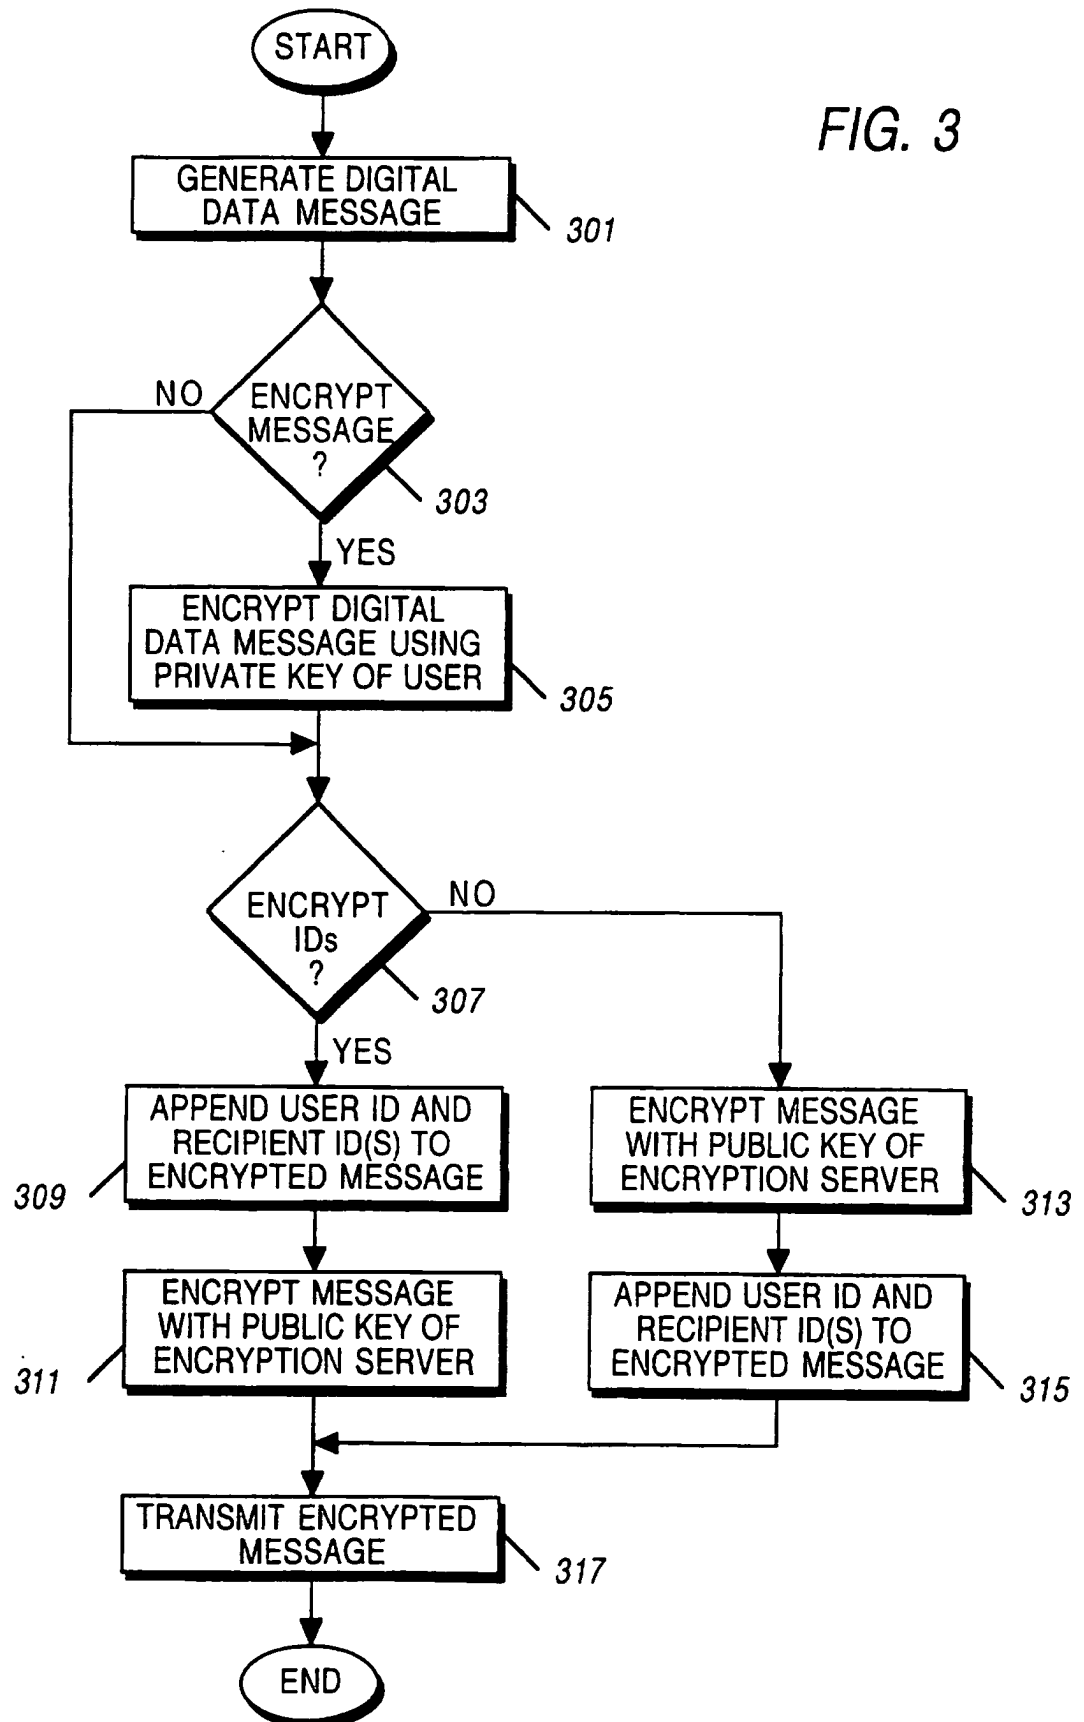 START
FIG. 3
GENERATE DIGITAL
DATA MESSAGE
301
NO
ENCRYPT
MESSAGE
?
303
YES
ENCRYPT DIGITAL
DATA MESSAGE USING
PRIVATE KEY OF USER
305
ENCRYPT
IDs
?
NO
307
YES
APPEND USER ID AND
RECIPIENT ID(S) TO
ENCRYPTED MESSAGE
309
ENCRYPT MESSAGE
WITH PUBLIC KEY OF
ENCRYPTION SERVER
313
ENCRYPT MESSAGE
WITH PUBLIC KEY OF
ENCRYPTION SERVER
311
APPEND USER ID AND
RECIPIENT ID(S) TO
ENCRYPTED MESSAGE
315
TRANSMIT ENCRYPTED
MESSAGE
317
END